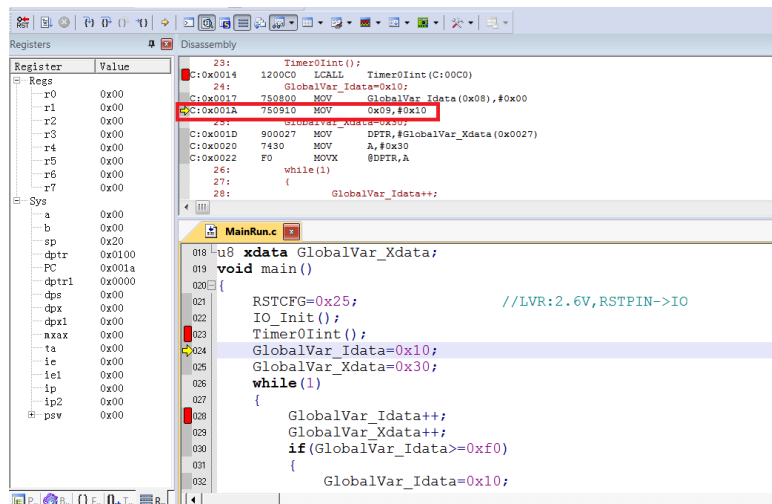 RST
Registers
Register Value
Regs
r0 0x00
r1 0x00
r2 0x00
r3 0x00
r4 0x00
r5 0x00
r6 0x00
r7 0x00
Sys
a 0x00
b 0x00
sp 0x20
dptr 0x0100
PC 0x001a
dptr1 0x0000
dps 0x00
dpx 0x00
dpx1 0x00
mxax 0x00
ta 0x00
ie 0x00
ie1 0x00
ip 0x00
ip2 0x00
psw 0x00
P... B... {} F... T... R...
Disassembly
23: Timer0Iint();
C:0x0014 1200C0 LCALL Timer0Iint(C:00C0)
24: GlobalVar_Idata=0x10;
C:0x0017 750800 MOV GlobalVar_Idata(0x08),#0x00
C:0x001A 750910 MOV 0x09,#0x10
25: GlobalVar_Xdata=0x30;
C:0x001D 900027 MOV DPTR,#GlobalVar_Xdata(0x0027)
C:0x0020 7430 MOV A,#0x30
C:0x0022 F0 MOVX @DPTR,A
26: while(1)
27: {
28: GlobalVar_Idata++;
MainRun.c
018 u8 xdata GlobalVar_Xdata;
019 void main()
020 {
021 RSTCFG=0x25; //LVR:2.6V,RSTPIN->IO
022 IO_Init();
023 Timer0Iint();
024 GlobalVar_Idata=0x10;
025 GlobalVar_Xdata=0x30;
026 while(1)
027 {
028 GlobalVar_Idata++;
029 GlobalVar_Xdata++;
030 if(GlobalVar_Idata>=0xf0)
031 {
032 GlobalVar_Idata=0x10;